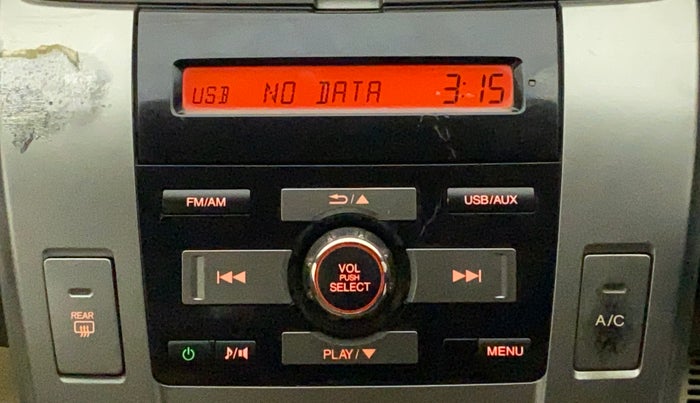 USB NO DATA 3:15
FM/AM
USB/AUX
VOL
PUSH
SELECT
REAR
A/C
PLAY/▼
MENU